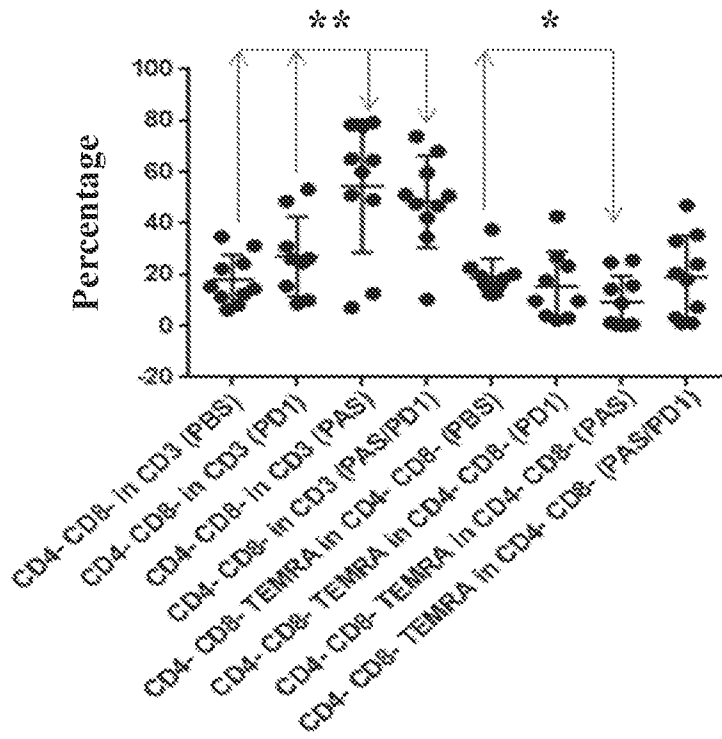 ** *
Percentage
100
80
60
40
20
0
-20
CD4- CD8- in CD3 (PBS)
CD4- CD8- in CD3 (PD1)
CD4- CD8- in CD3 (PAS)
CD4- CD8- in CD3 (PAS/PD1)
CD4- CD8- TEMRA in CD4- CD8- (PBS)
CD4- CD8- TEMRA in CD4- CD8- (PD1)
CD4- CD8- TEMRA in CD4- CD8- (PAS)
CD4- CD8- TEMRA in CD4- CD8- (PAS/PD1)